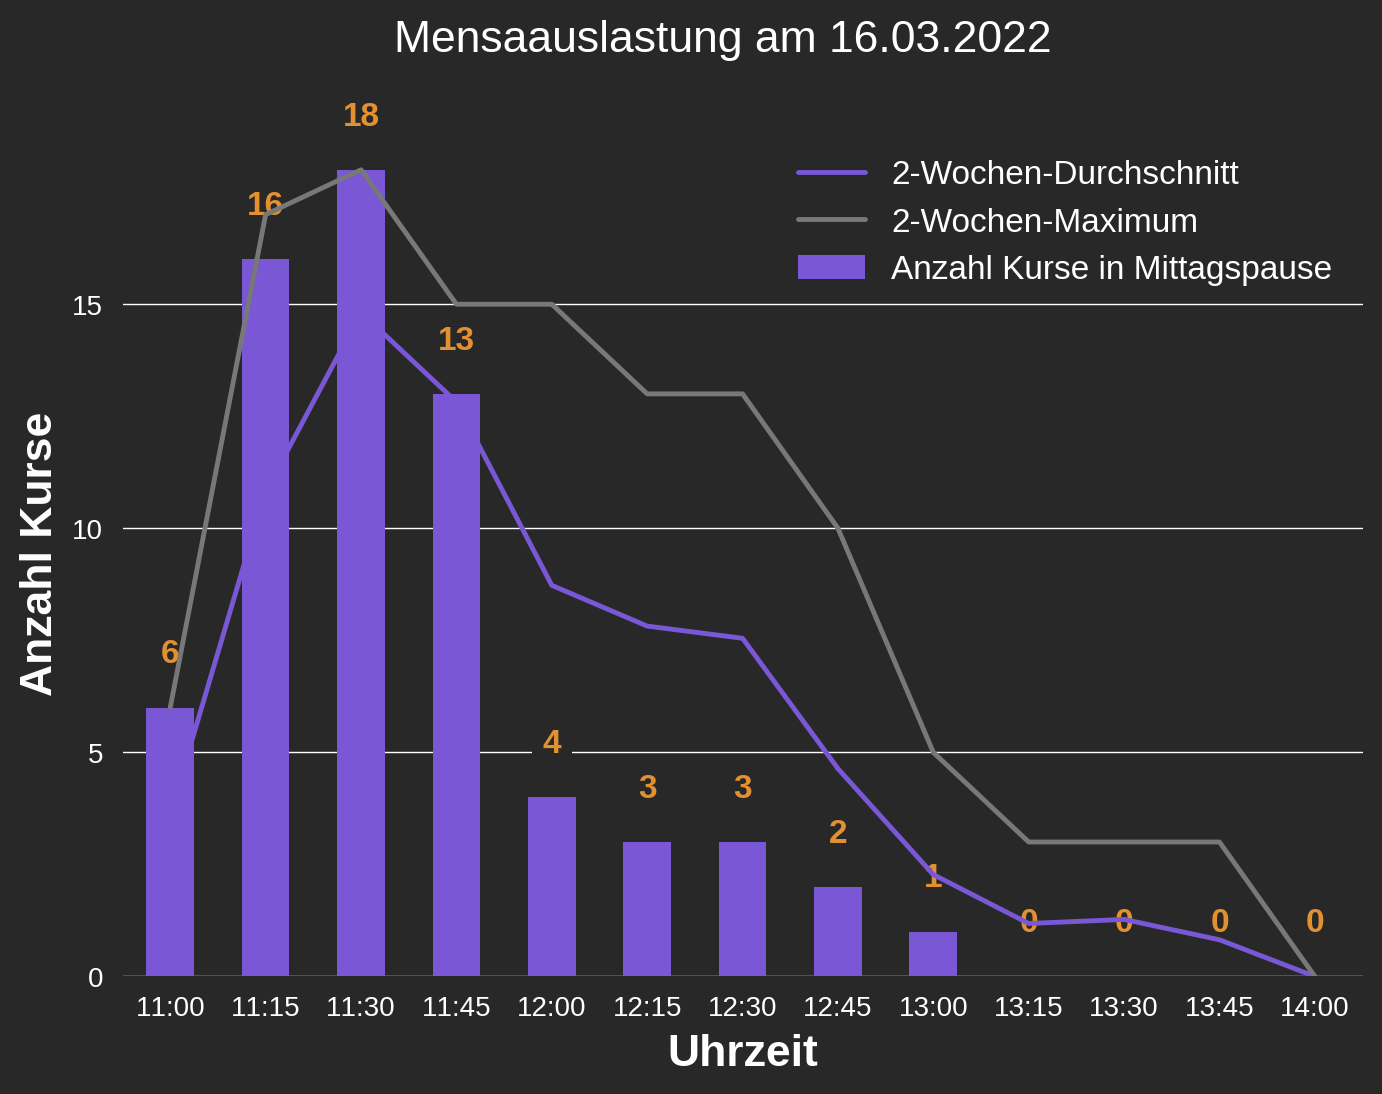 Mensaauslastung am 16.03.2022
18
16
13
6
4
3
3
2
1
0
0
0
0
2-Wochen-Durchschnitt
2-Wochen-Maximum
Anzahl Kurse in Mittagspause
Anzahl Kurse
15
10
5
0
11:00 11:15 11:30 11:45 12:00 12:15 12:30 12:45 13:00 13:15 13:30 13:45 14:00
Uhrzeit